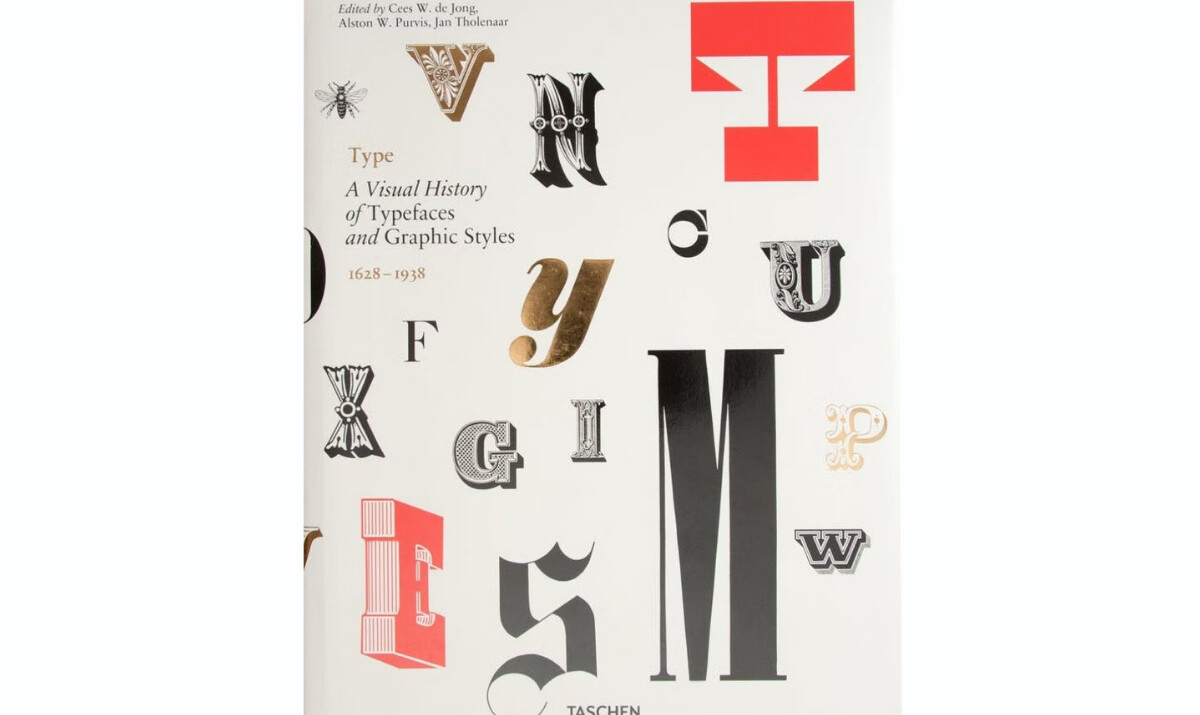 Edited by Cees W. de Jong,
Alston W. Purvis, Jan Tholenaar
T
V
N
Type
A Visual History
of Typefaces
and Graphic Styles
1628–1938
C
U
y
F
M
X
G
I
P
E
S
W
TASCHEN